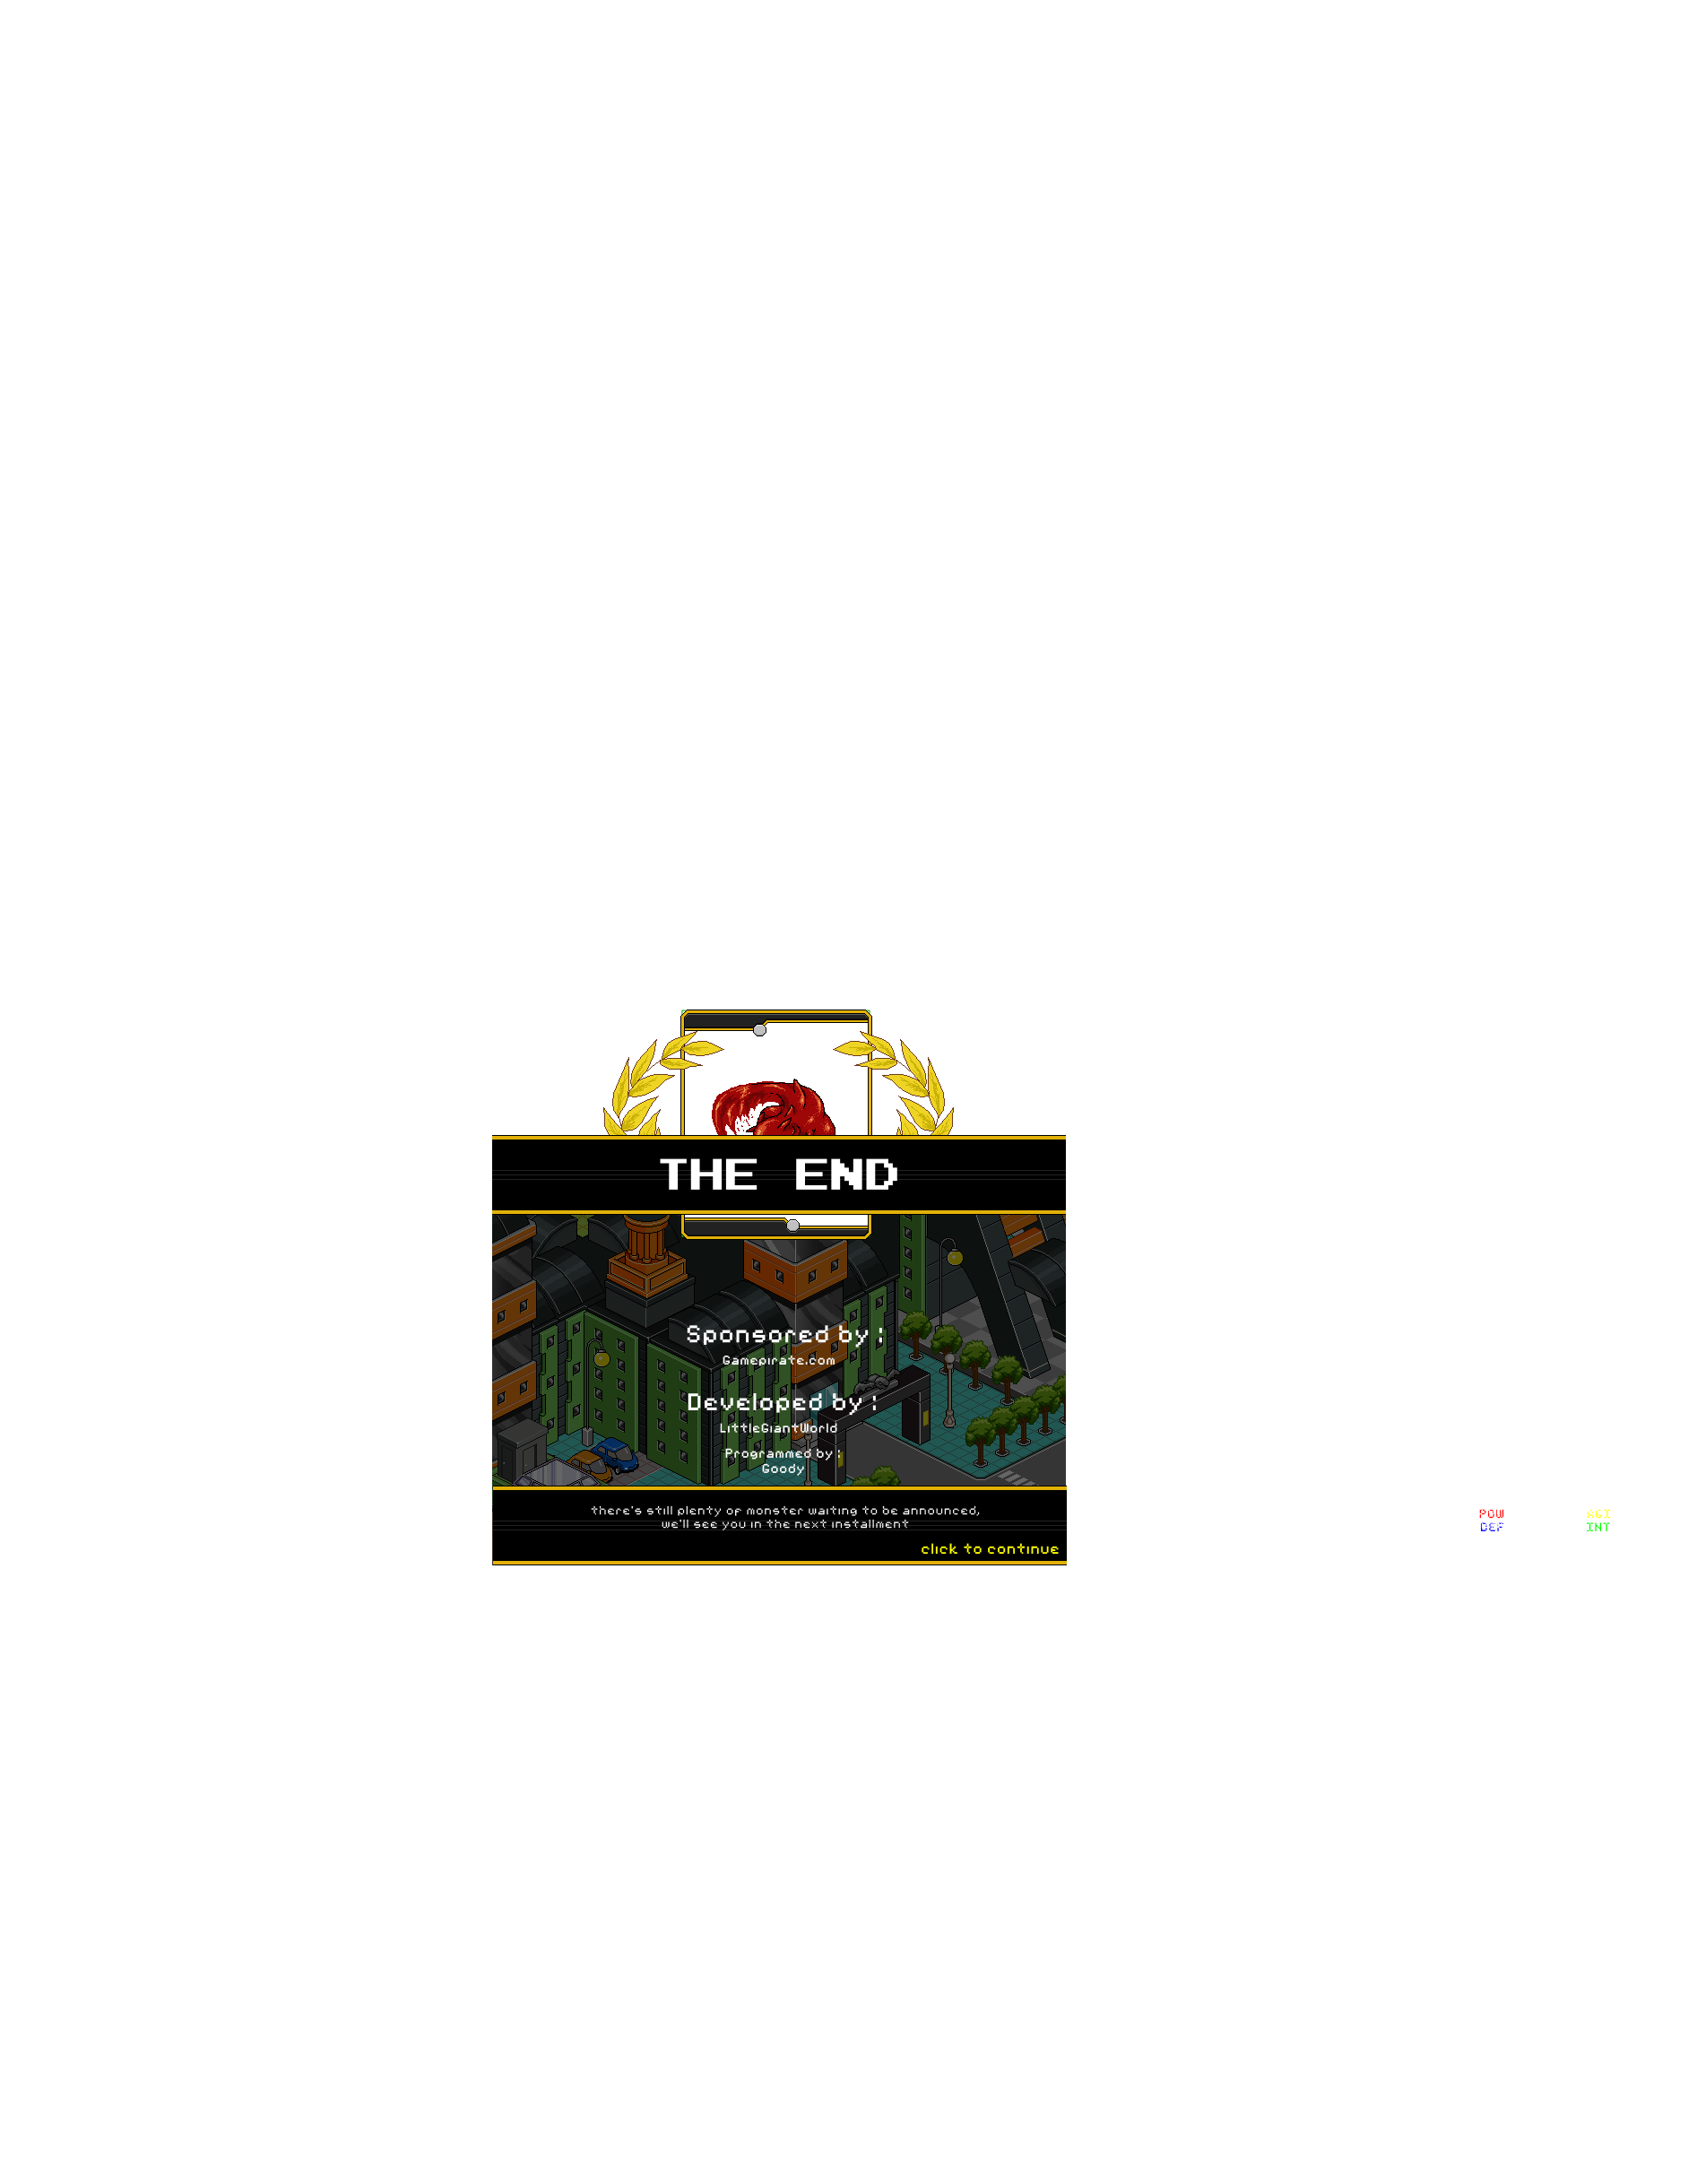 THE END
Sponsored by :
Gamepirate.com
Developed by :
LittleGiantWorld
Programmed by :
Goody
there's still plenty of monster waiting to be announced,
we'll see you in the next installment
click to continue
POW AGI
DEF INT